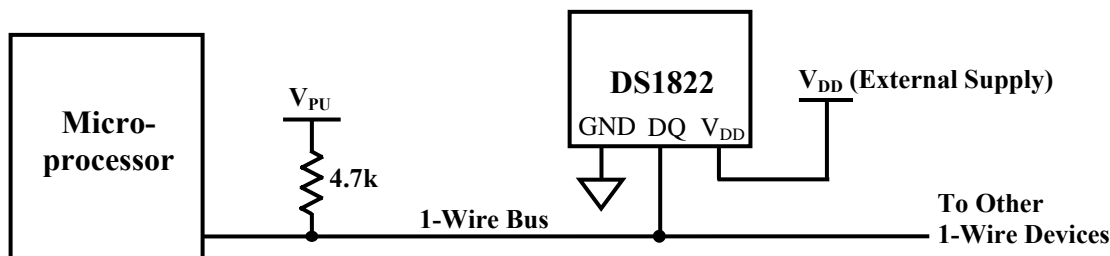 Micro-
processor
V_PU
4.7k
1-Wire Bus
DS1822
GND DQ V_DD
V_DD (External Supply)
To Other
1-Wire Devices